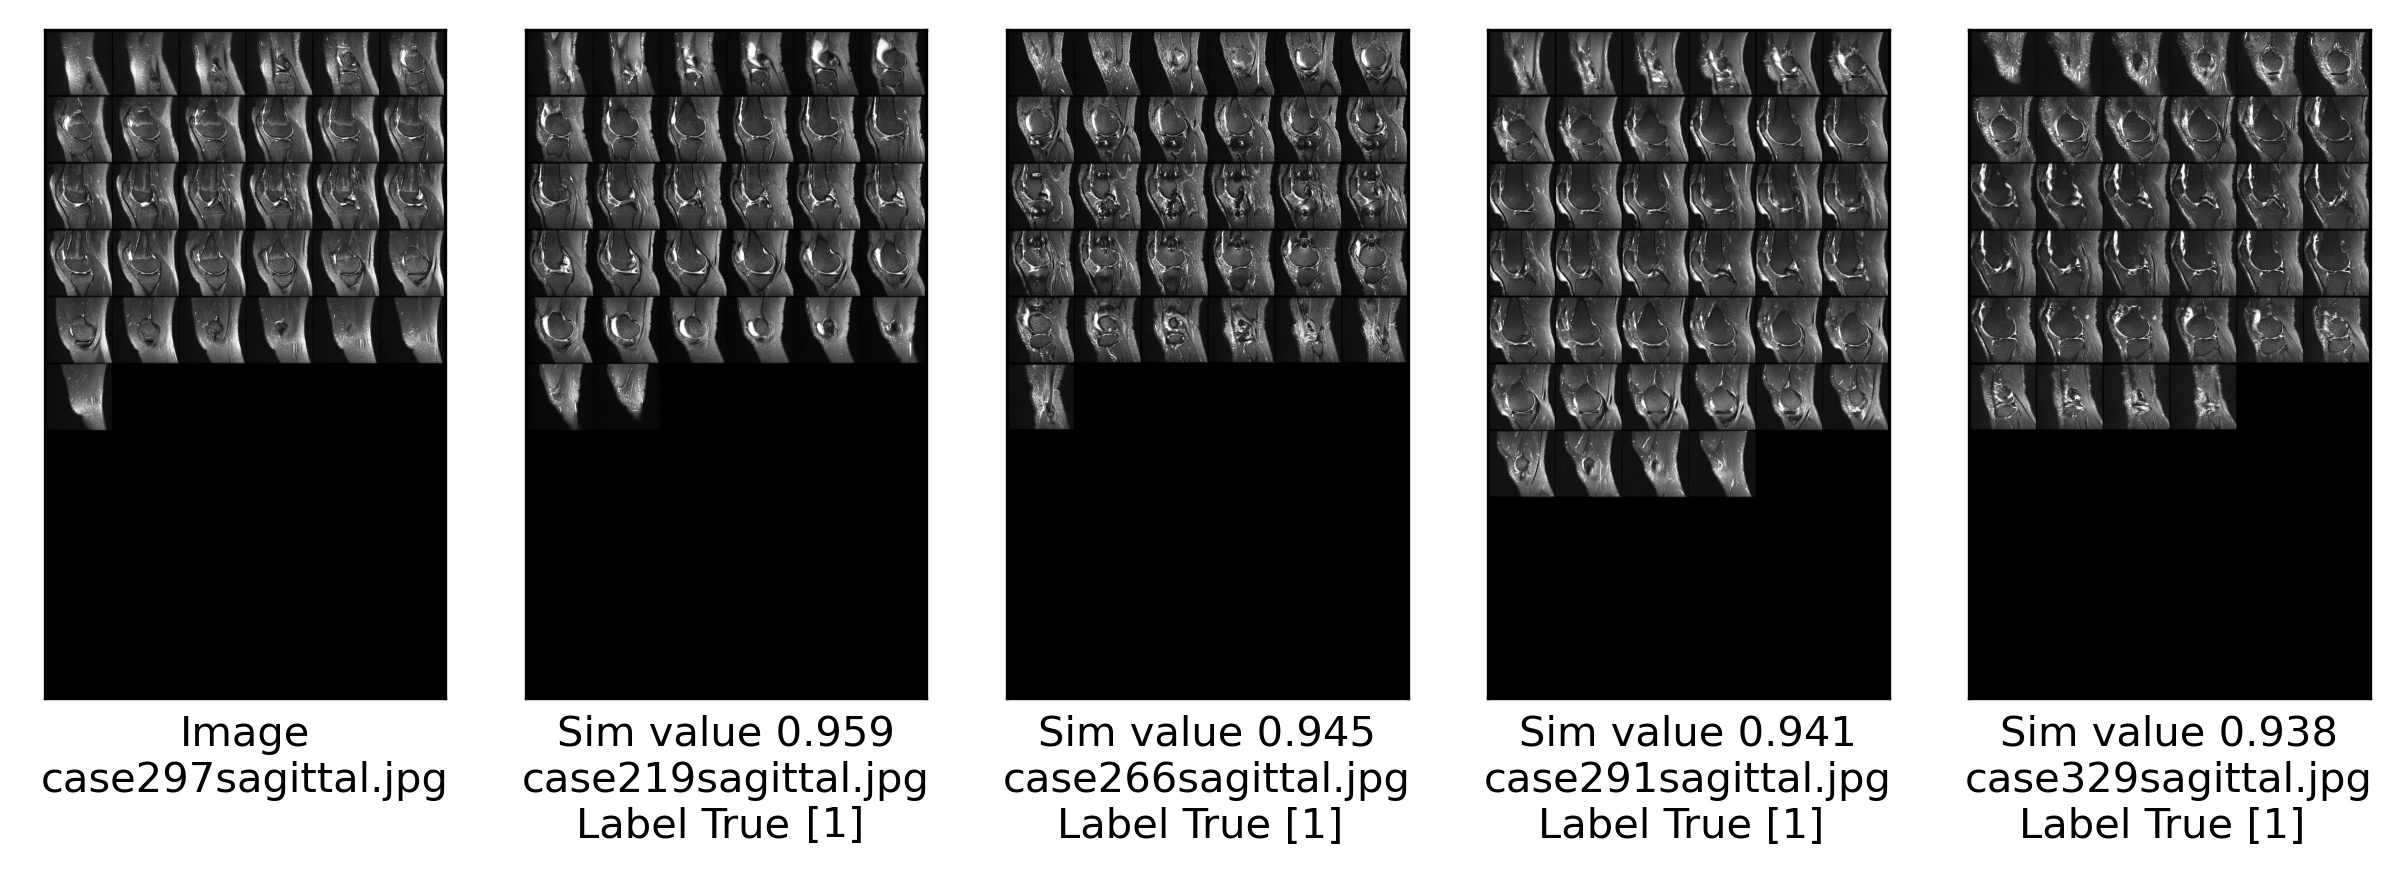 Image
case297sagittal.jpg
Sim value 0.959
case219sagittal.jpg
Label True [1]
Sim value 0.945
case266sagittal.jpg
Label True [1]
Sim value 0.941
case291sagittal.jpg
Label True [1]
Sim value 0.938
case329sagittal.jpg
Label True [1]